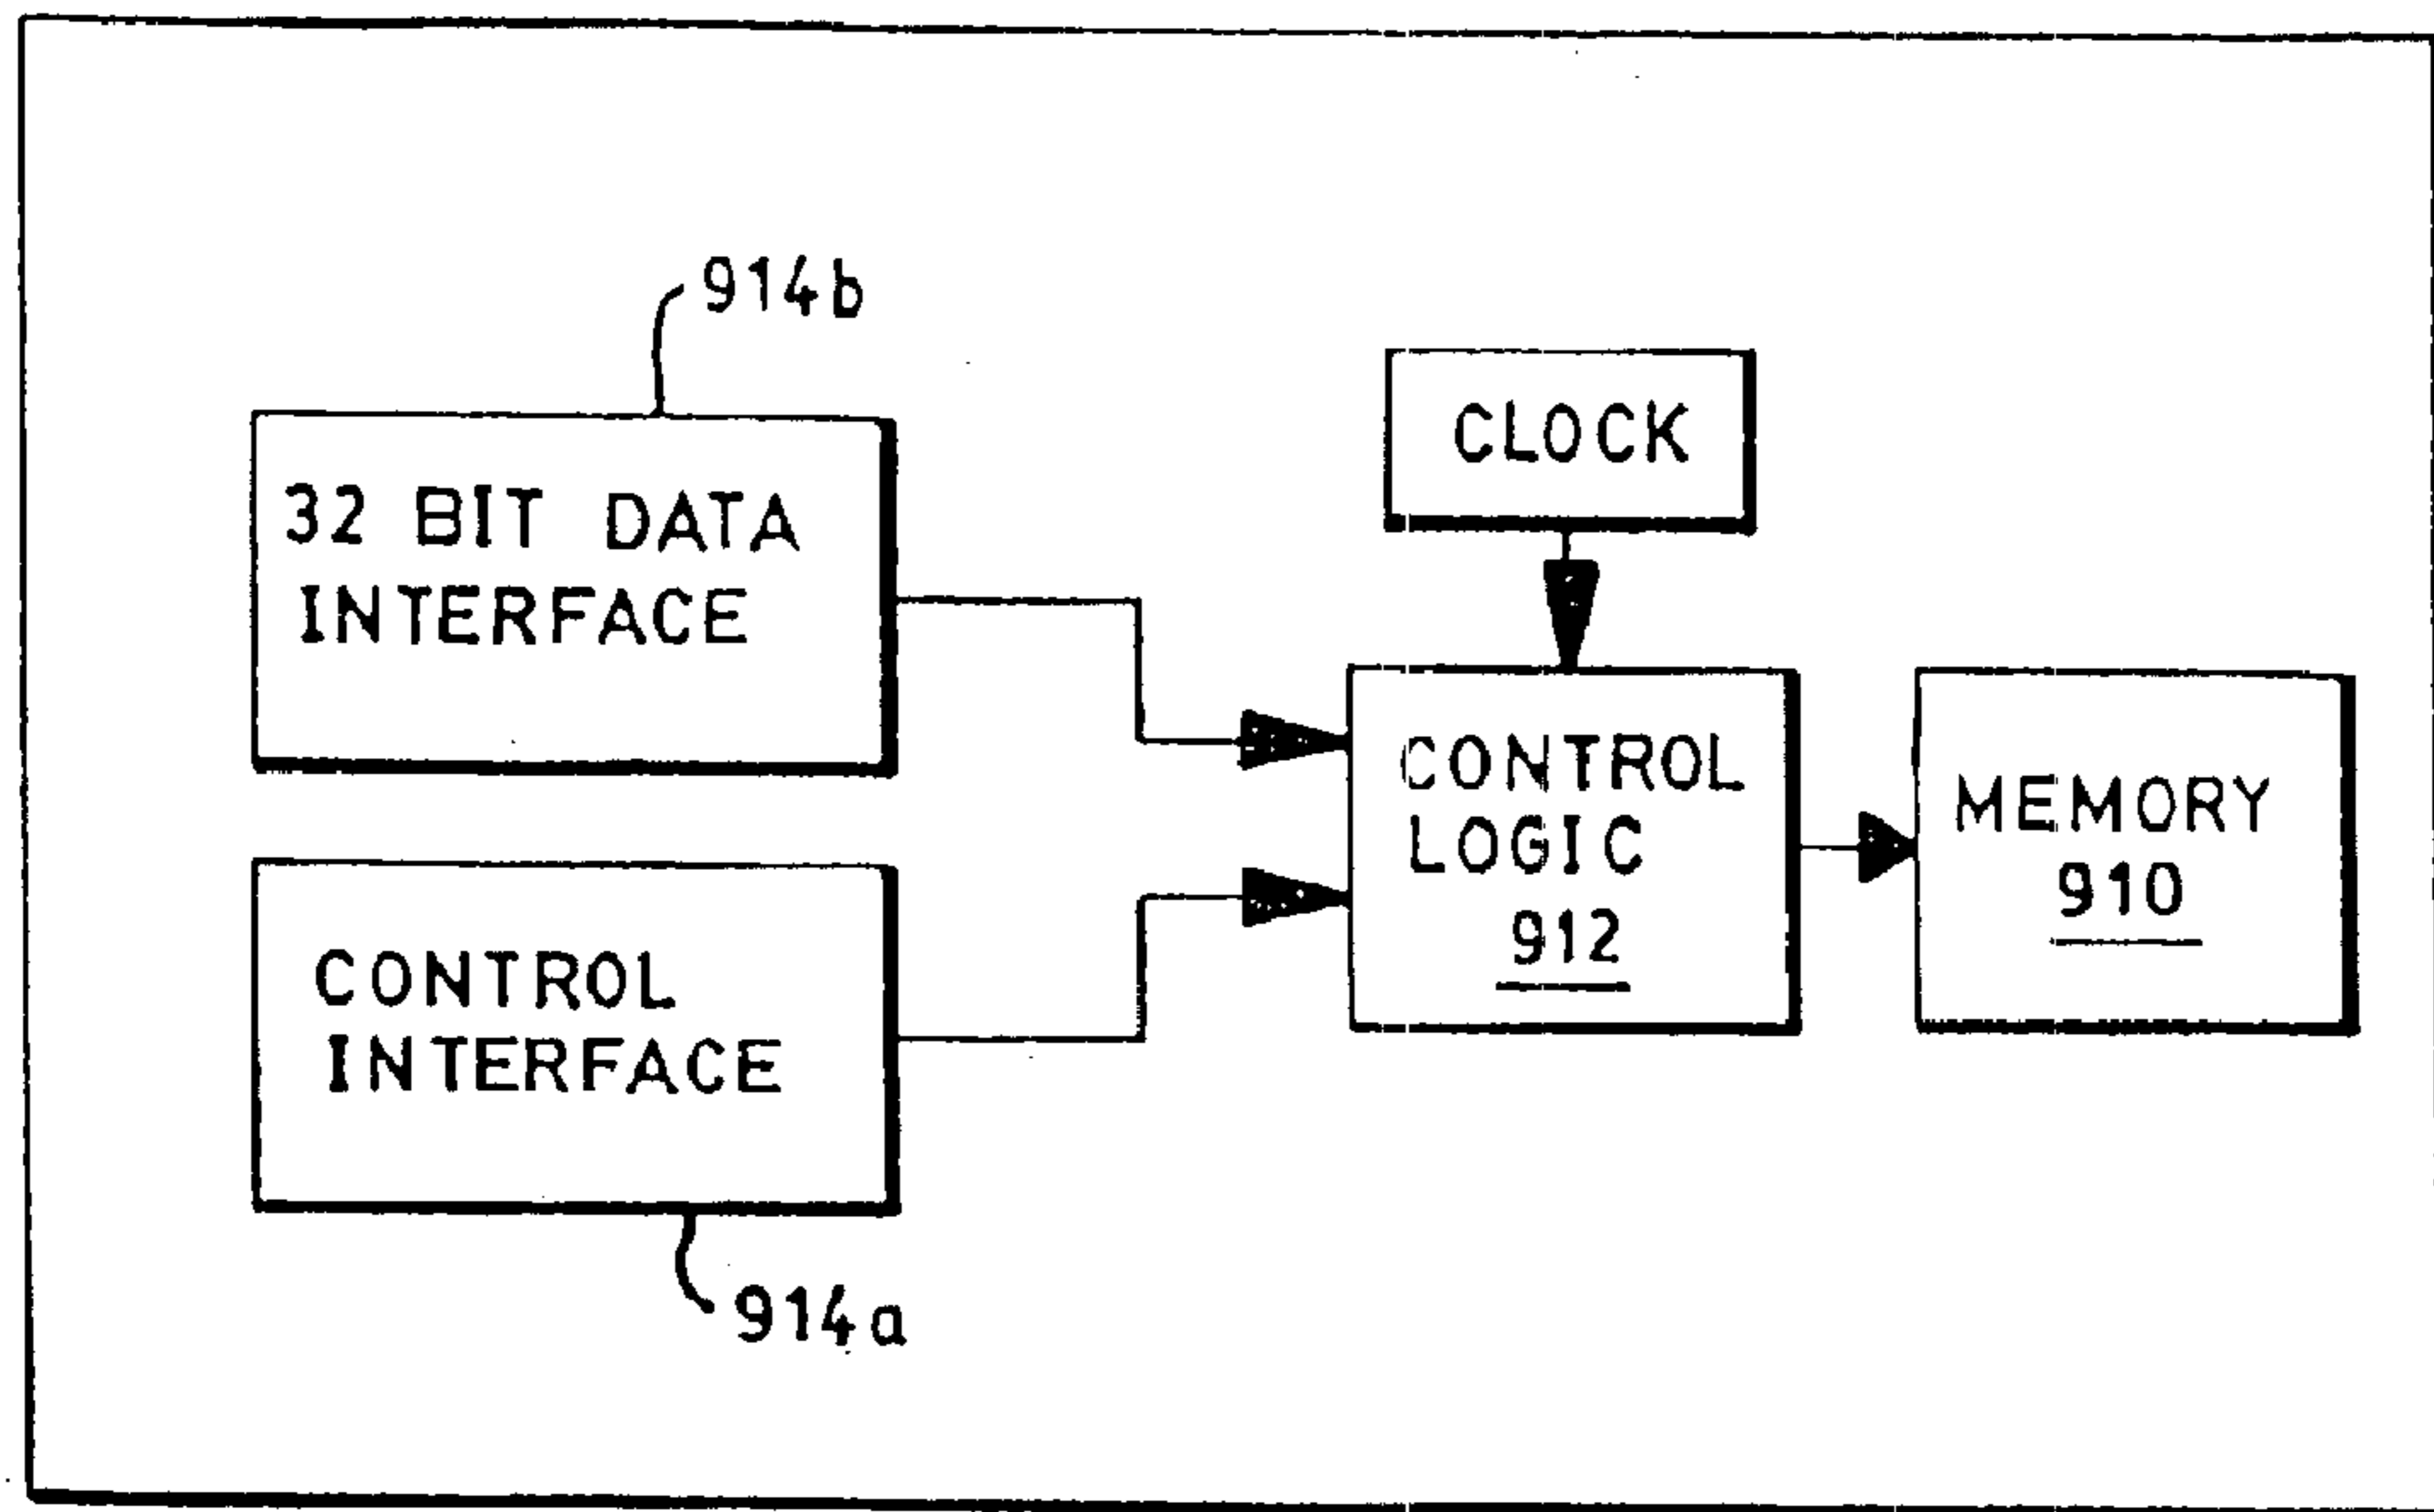 914b
32 BIT DATA
INTERFACE
CLOCK
CONTROL
LOGIC
912
MEMORY
910
CONTROL
INTERFACE
914a